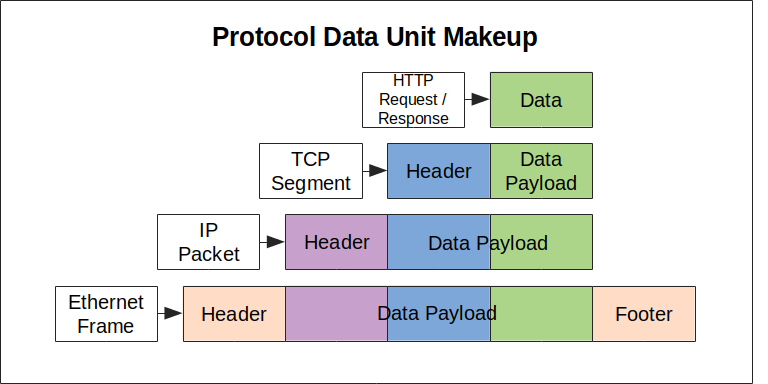 Protocol Data Unit Makeup
HTTP
Request /
Response
Data
TCP
Segment
Header
Data
Payload
IP
Packet
Header
Data Payload
Ethernet
Frame
Header
Data Payload
Footer